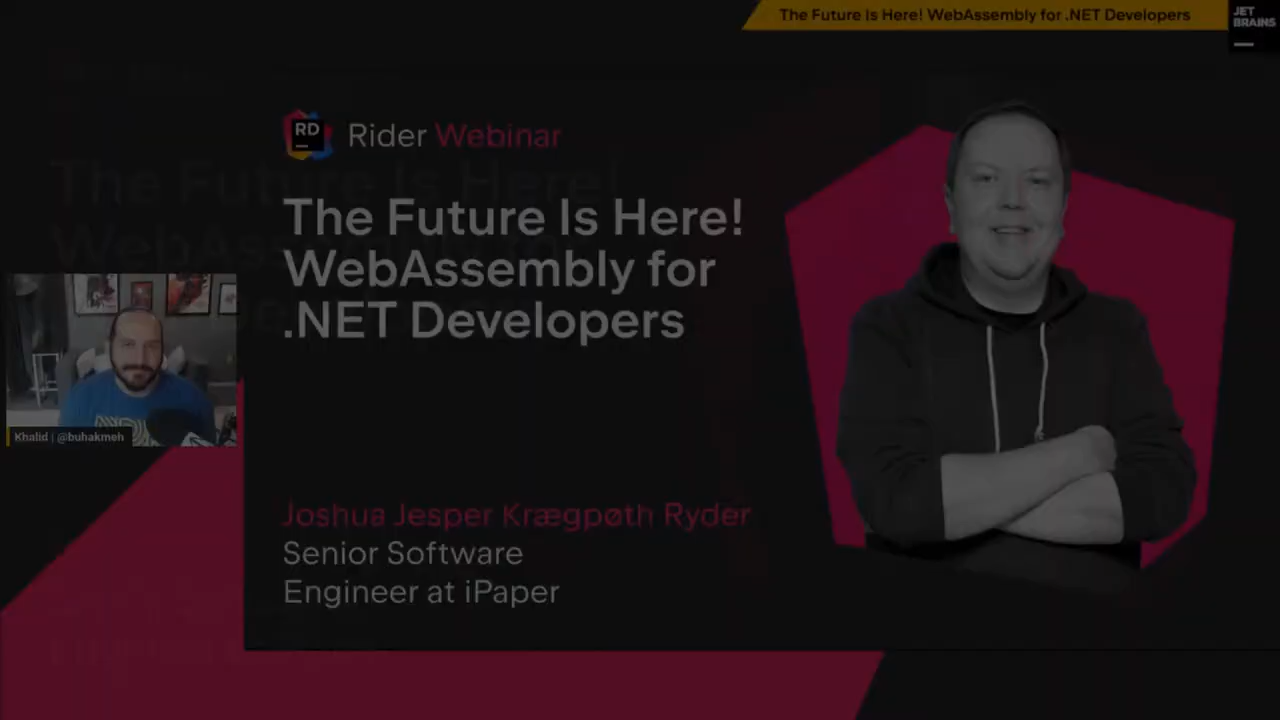 The Future is Here! WebAssembly for .NET Developers
JET
BRAINS
RD
Rider Webinar
The Future Is Here!
WebAssembly for
.NET Developers
Khalid | @buhakmeh
Joshua Jesper Krægpøth Ryder
Senior Software
Engineer at iPaper